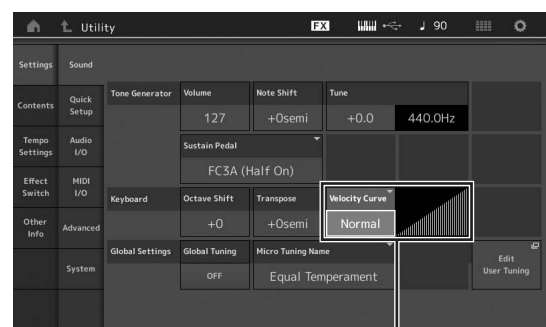 Utility
FX
♩ 90
Settings
Sound
Tone Generator
Volume
Note Shift
Tune
127
+0semi
+0.0
440.0Hz
Contents
Quick
Setup
Sustain Pedal
FC3A (Half On)
Tempo
Settings
Audio
I/O
Effect
Switch
MIDI
I/O
Keyboard
Octave Shift
Transpose
Velocity Curve
+0
+0semi
Normal
Other
Info
Advanced
Global Settings
Global Tuning
Micro Tuning Name
OFF
Equal Temperament
Edit
User Tuning
System